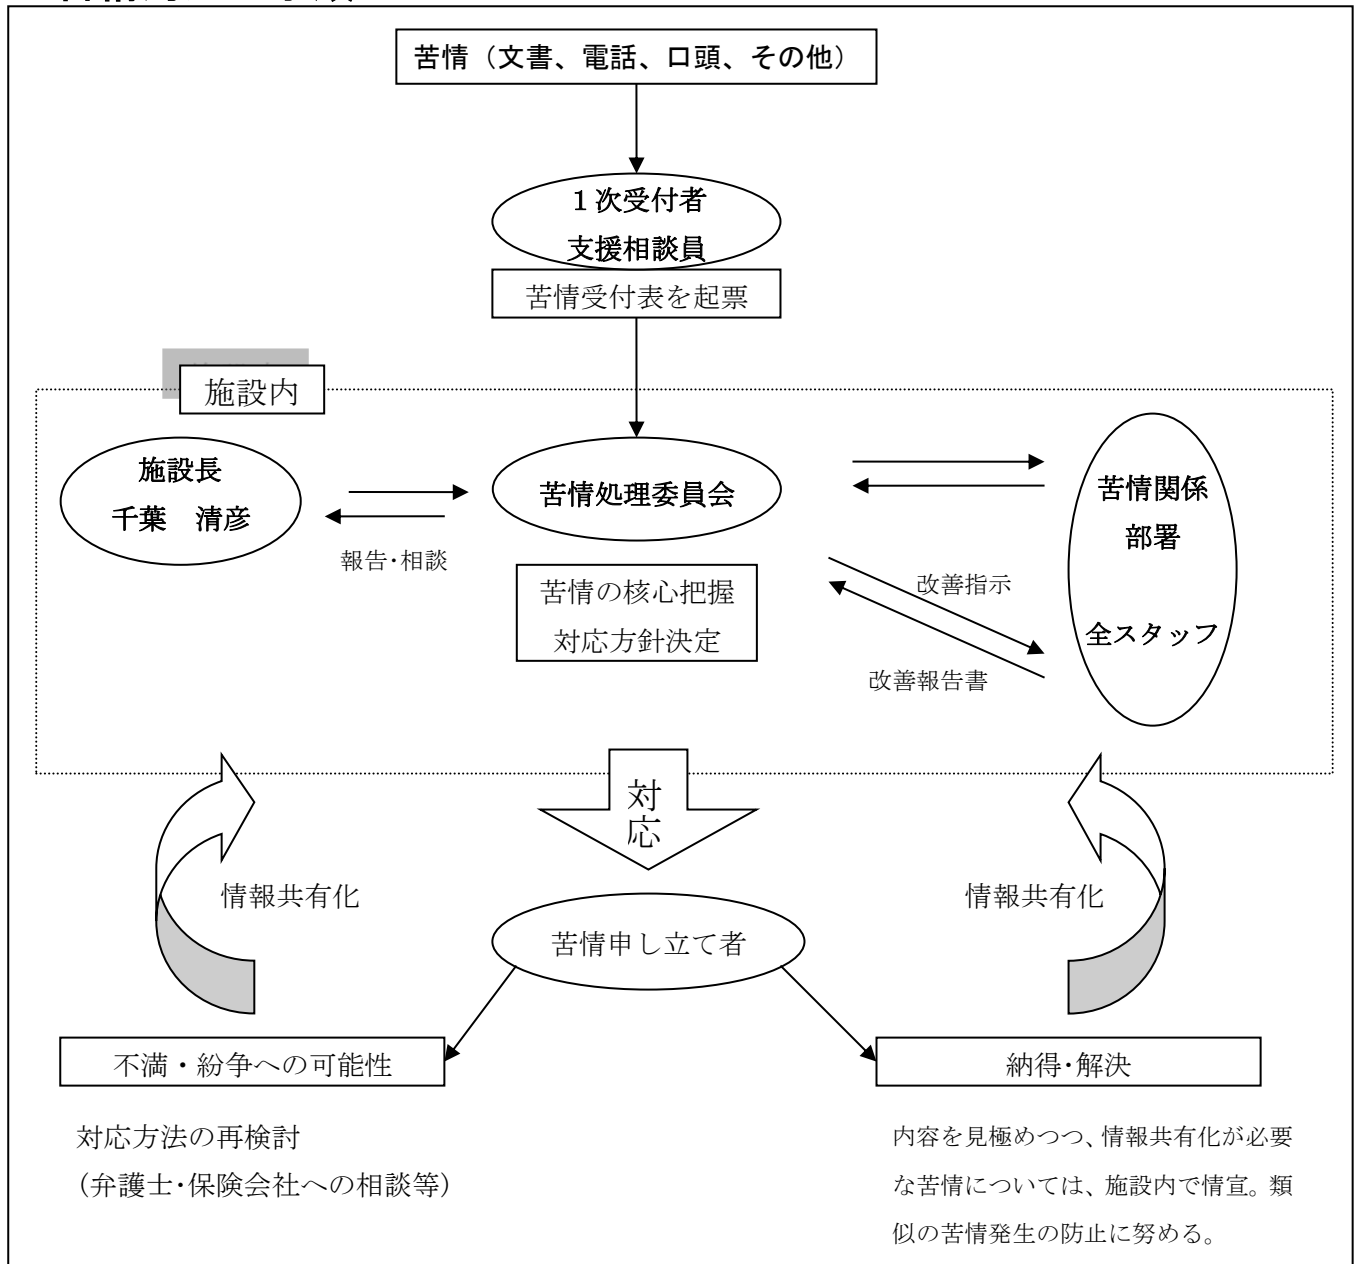 苦情（文書、電話、口頭、その他）
１次受付者
支援相談員
苦情受付表を起票
施設内
施設長
千葉　清彦
報告・相談
苦情処理委員会
苦情の核心把握
対応方針決定
改善指示
改善報告書
苦情関係
部署
全スタッフ
対
応
情報共有化
情報共有化
苦情申し立て者
不満・紛争への可能性
納得・解決
対応方法の再検討
（弁護士・保険会社への相談等）
内容を見極めつつ、情報共有化が必要
な苦情については、施設内で情宣。類
似の苦情発生の防止に努める。